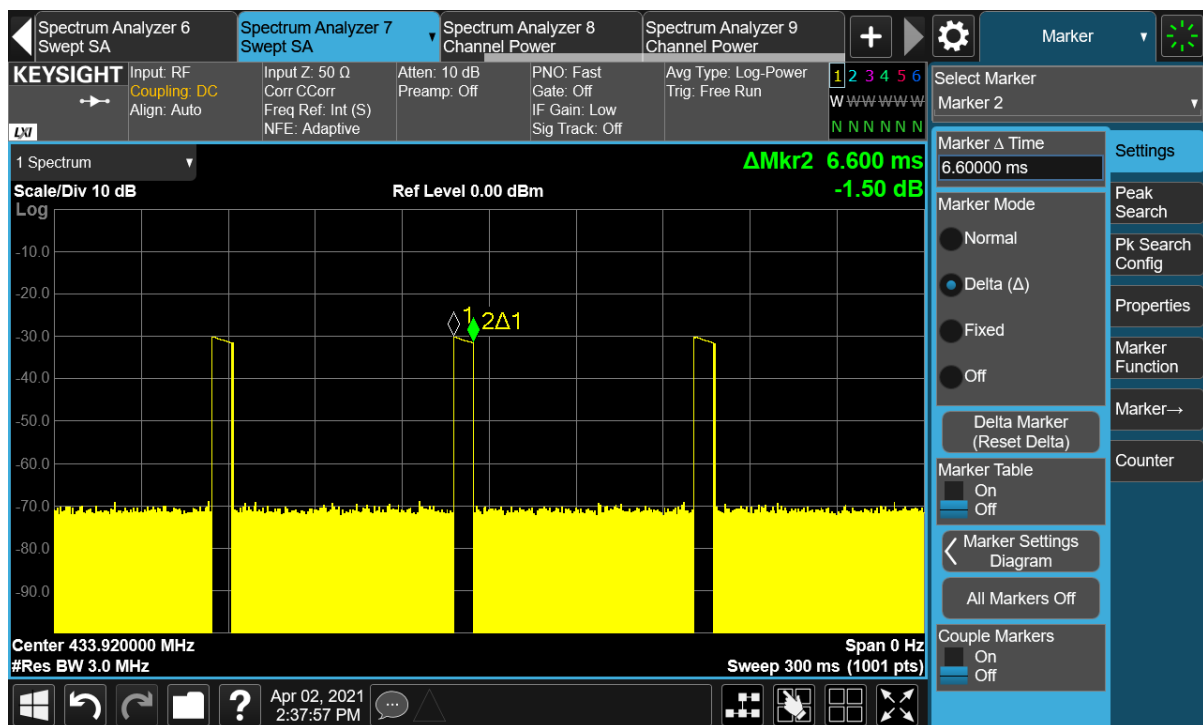 Spectrum Analyzer 6
Swept SA
Spectrum Analyzer 7
Swept SA
Spectrum Analyzer 8
Channel Power
Spectrum Analyzer 9
Channel Power
Marker
KEYSIGHT
Input: RF
Coupling: DC
Align: Auto
Input Z: 50 Ω
Corr CCorr
Freq Ref: Int (S)
NFE: Adaptive
Atten: 10 dB
Preamp: Off
PNO: Fast
Gate: Off
IF Gain: Low
Sig Track: Off
Avg Type: Log-Power
Trig: Free Run
1 2 3 4 5 6
W W W W W W
N N N N N N
LXI
1 Spectrum
ΔMkr2 6.600 ms
-1.50 dB
Scale/Div 10 dB
Ref Level 0.00 dBm
Log
-10.0
-20.0
-30.0
-40.0
-50.0
-60.0
-70.0
-80.0
-90.0
1
2Δ1
Center 433.920000 MHz
#Res BW 3.0 MHz
Span 0 Hz
Sweep 300 ms (1001 pts)
Select Marker
Marker 2
Marker Δ Time
6.60000 ms
Marker Mode
Normal
Delta (Δ)
Fixed
Off
Delta Marker
(Reset Delta)
Marker Table
On
Off
Marker Settings
Diagram
All Markers Off
Couple Markers
On
Off
Settings
Peak
Search
Pk Search
Config
Properties
Marker
Function
Marker→
Counter
?
Apr 02, 2021
2:37:57 PM